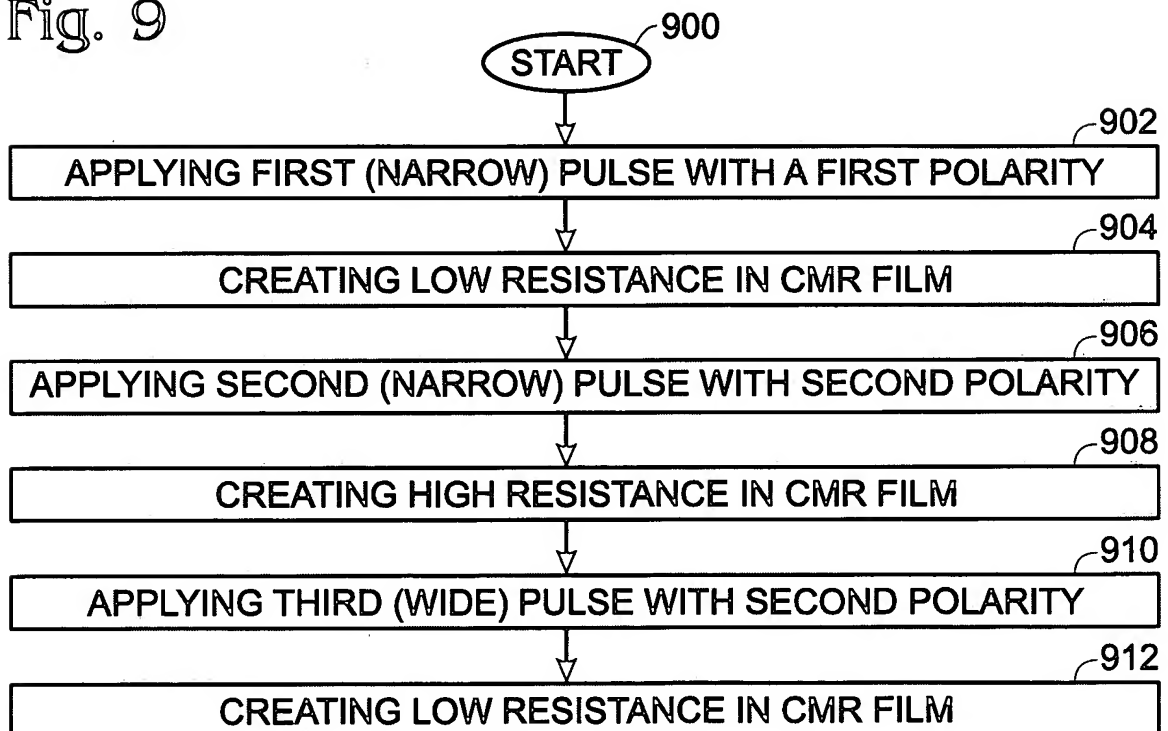 Fig. 9
900
START
902
APPLYING FIRST (NARROW) PULSE WITH A FIRST POLARITY
904
CREATING LOW RESISTANCE IN CMR FILM
906
APPLYING SECOND (NARROW) PULSE WITH SECOND POLARITY
908
CREATING HIGH RESISTANCE IN CMR FILM
910
APPLYING THIRD (WIDE) PULSE WITH SECOND POLARITY
912
CREATING LOW RESISTANCE IN CMR FILM